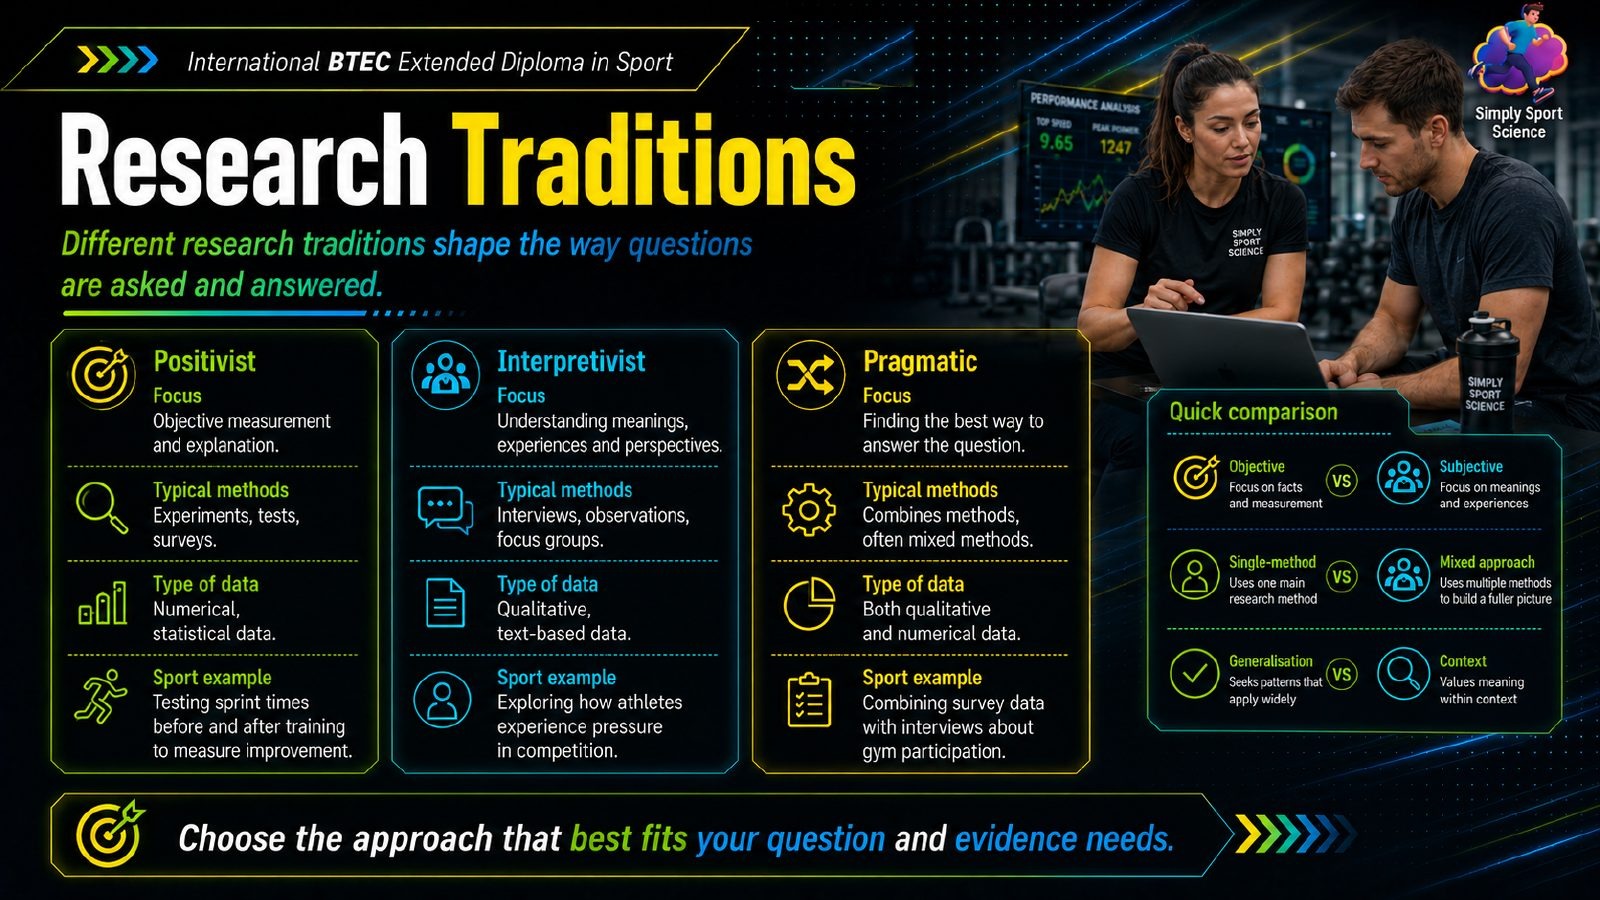 International BTEC Extended Diploma in Sport
Research Traditions
Different research traditions shape the way questions
are asked and answered.
Simply Sport
Science
PERFORMANCE ANALYSIS
TOP SPEED
9.65
1247
SIMPLY
SPORT
SCIENCE
SIMPLY
SPORT
SCIENCE
Positivist
Focus
Objective measurement
and explanation.
Typical methods
Experiments, tests,
surveys.
Type of data
Numerical,
statistical data.
Sport example
Testing sprint times
before and after training
to measure improvement.
Interpretivist
Focus
Understanding meanings,
experiences and perspectives.
Typical methods
Interviews, observations,
focus groups.
Type of data
Qualitative,
text-based data.
Sport example
Exploring how athletes
experience pressure
in competition.
Pragmatic
Focus
Finding the best way to
answer the question.
Typical methods
Combines methods,
often mixed methods.
Type of data
Both qualitative
and numerical data.
Sport example
Combining survey data
with interviews about
gym participation.
Quick comparison
Objective
Focus on facts
and measurement
VS
Subjective
Focus on meanings
and experiences
Single-method
Uses one main
research method
VS
Mixed approach
Uses multiple methods
to build a fuller picture
Generalisation
Seeks patterns that
apply widely
VS
Context
Values meaning
within context
Choose the approach that best fits your question and evidence needs.